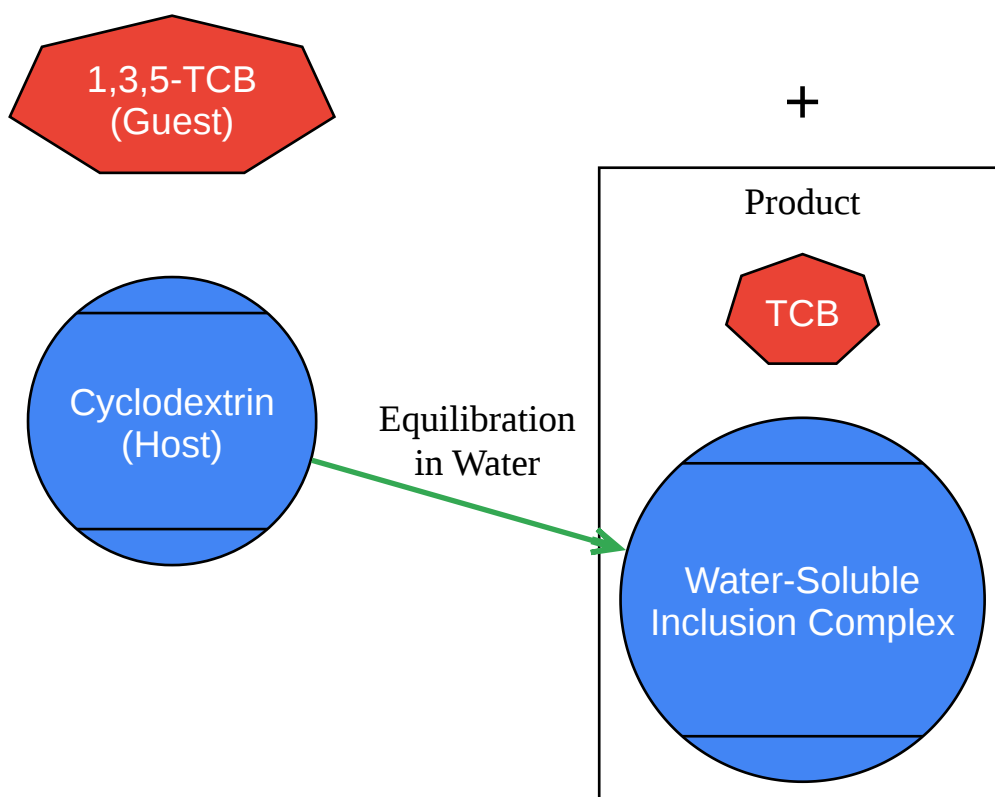 1,3,5-TCB
(Guest)
+
Product
TCB
Cyclodextrin
(Host)
Equilibration
in Water
Water-Soluble
Inclusion Complex